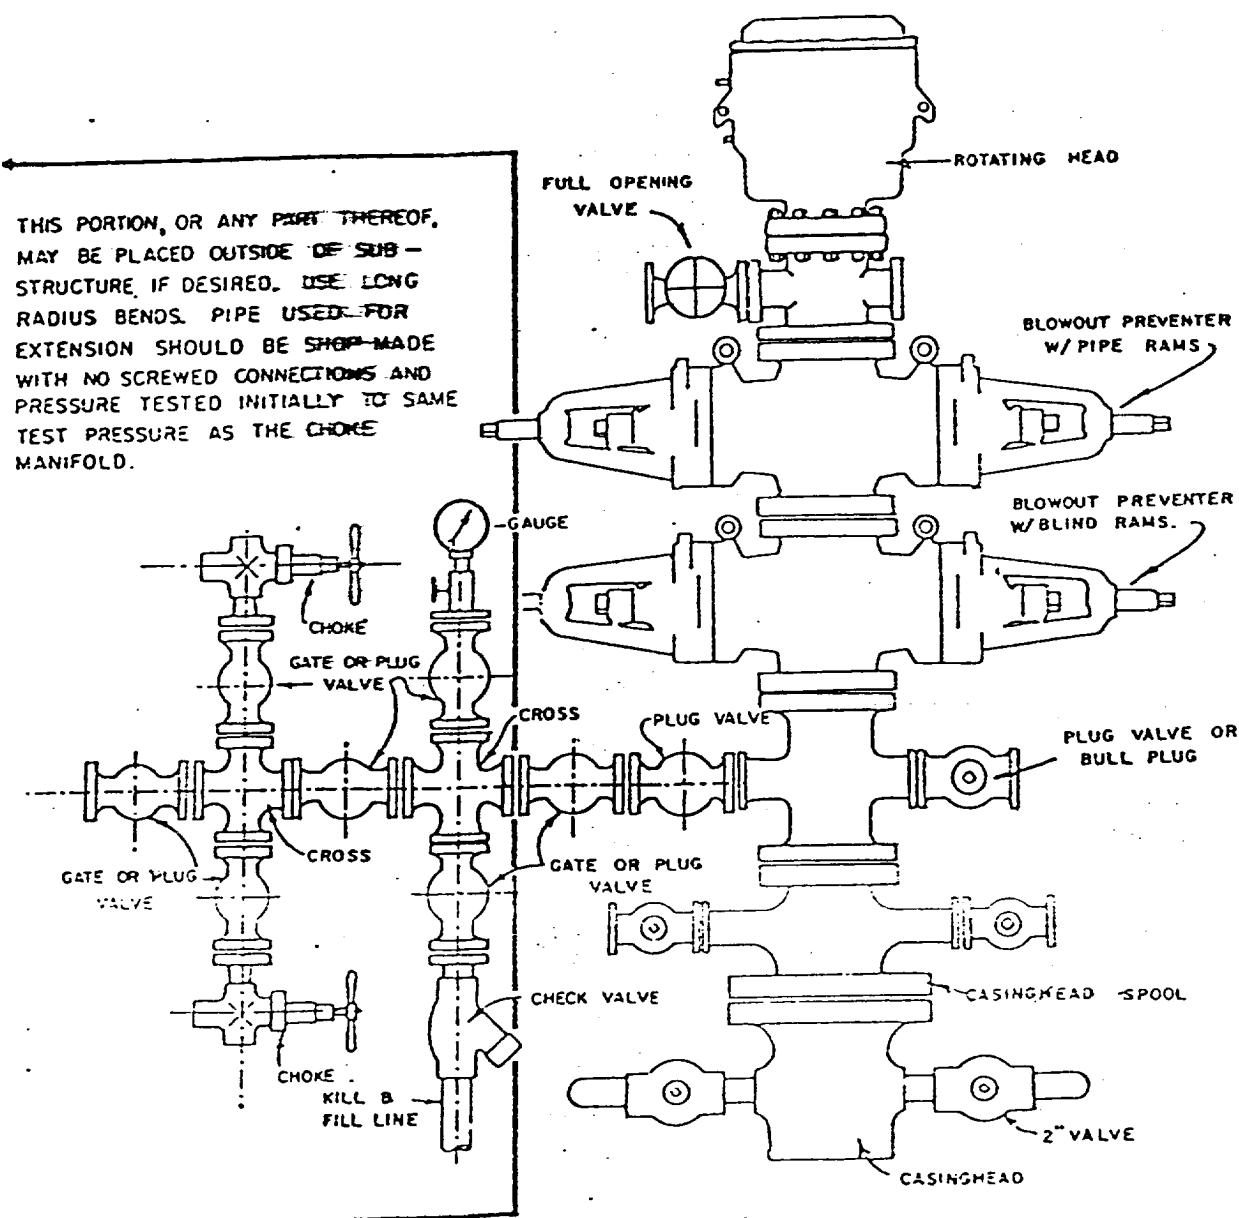 ROTATING HEAD
FULL OPENING
VALVE
THIS PORTION, OR ANY PART THEREOF,
MAY BE PLACED OUTSIDE OF SUB-
STRUCTURE IF DESIRED. USE LONG
RADIUS BENDS. PIPE USED FOR
EXTENSION SHOULD BE SHOP MADE
WITH NO SCREWED CONNECTIONS AND
PRESSURE TESTED INITIALLY TO SAME
TEST PRESSURE AS THE CHOKE
MANIFOLD.
BLOWOUT PREVENTER
W/ PIPE RAMS
BLOWOUT PREVENTER
W/ BLIND RAMS.
GAUGE
CHOKE
GATE OR PLUG
VALVE
CROSS
PLUG VALVE
PLUG VALVE OR
BULL PLUG
CROSS
GATE OR PLUG
VALVE
GATE OR PLUG
VALVE
CHECK VALVE
CASINGHEAD SPOOL
CHOKE
KILL &
FILL LINE
2" VALVE
CASINGHEAD